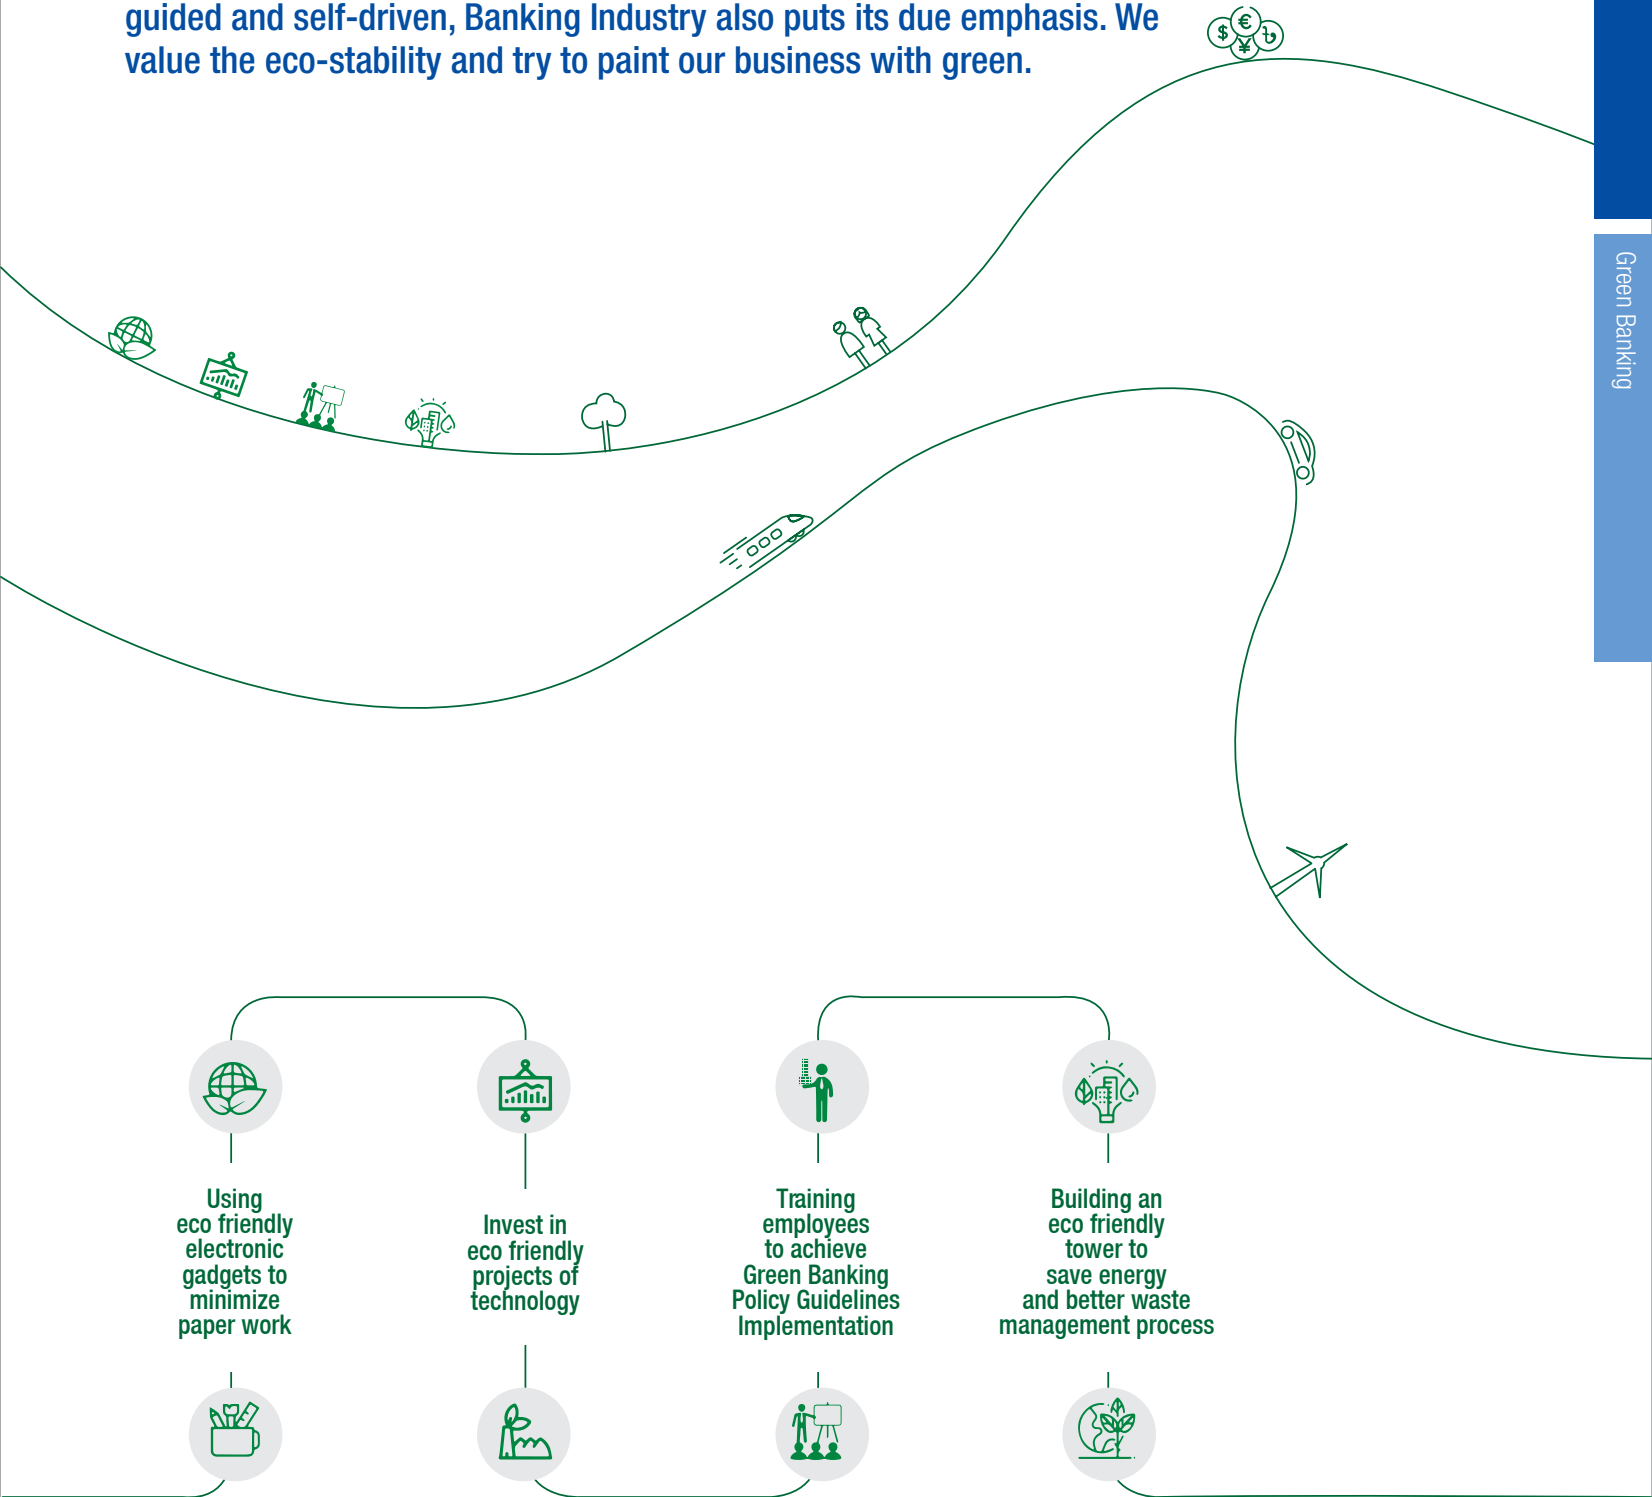 guided and self-driven, Banking Industry also puts its due emphasis. We
value the eco-stability and try to paint our business with green.
Green Banking
Using
eco friendly
electronic
gadgets to
minimize
paper work
Invest in
eco friendly
projects of
technology
Training
employees
to achieve
Green Banking
Policy Guidelines
Implementation
Building an
eco friendly
tower to
save energy
and better waste
management process